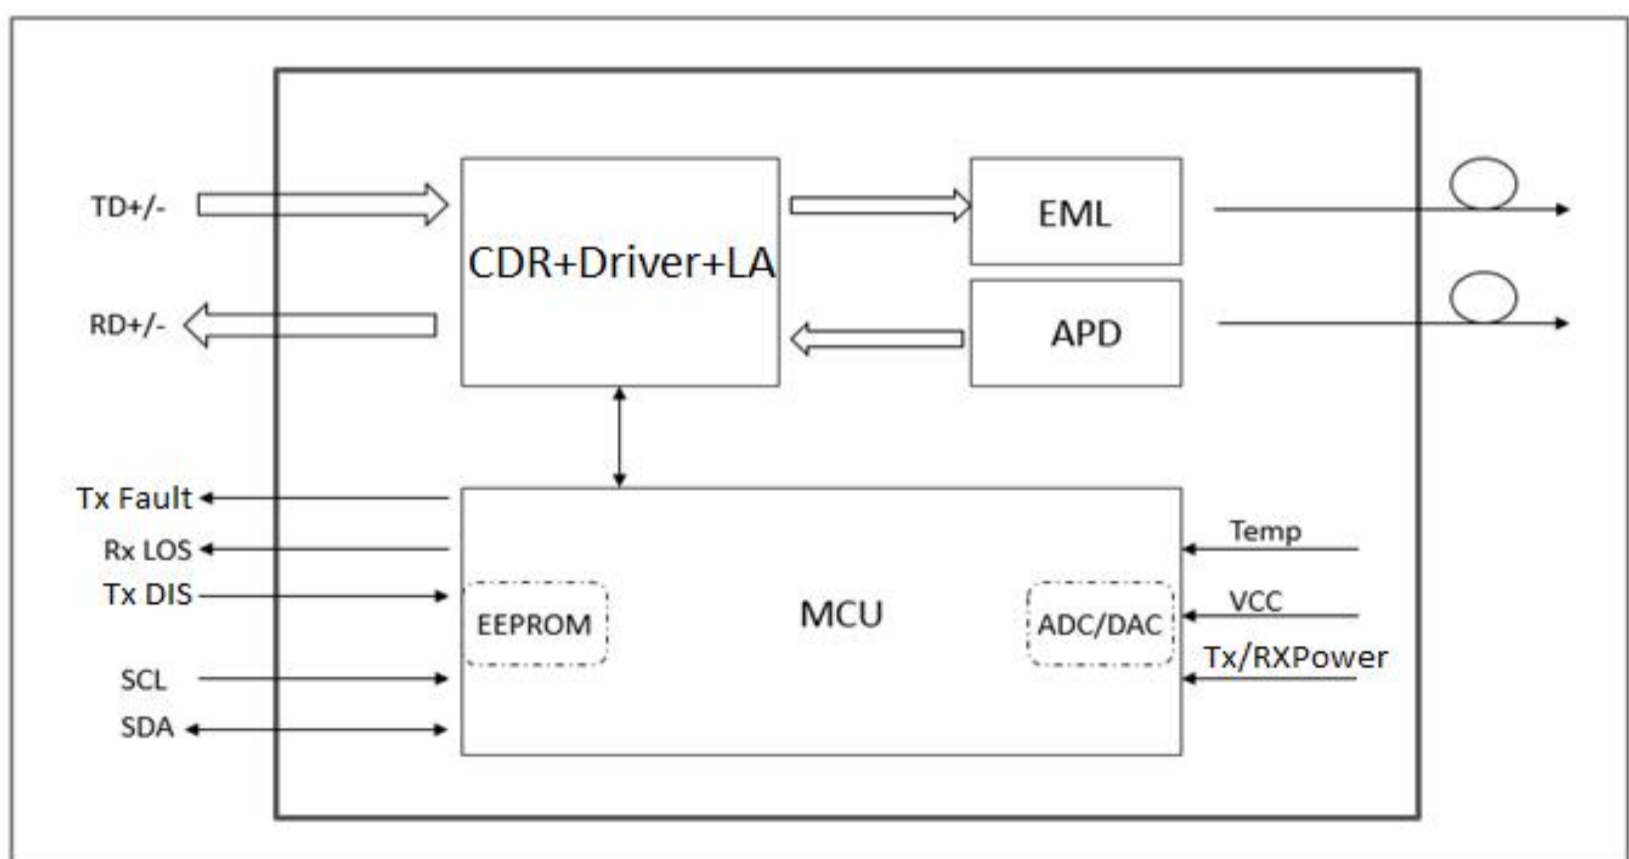 TD+/-
RD+/-
CDR+Driver+LA
EML
APD
Tx Fault
Rx LOS
Tx DIS
SCL
SDA
EEPROM
MCU
ADC/DAC
Temp
VCC
Tx/RXPower